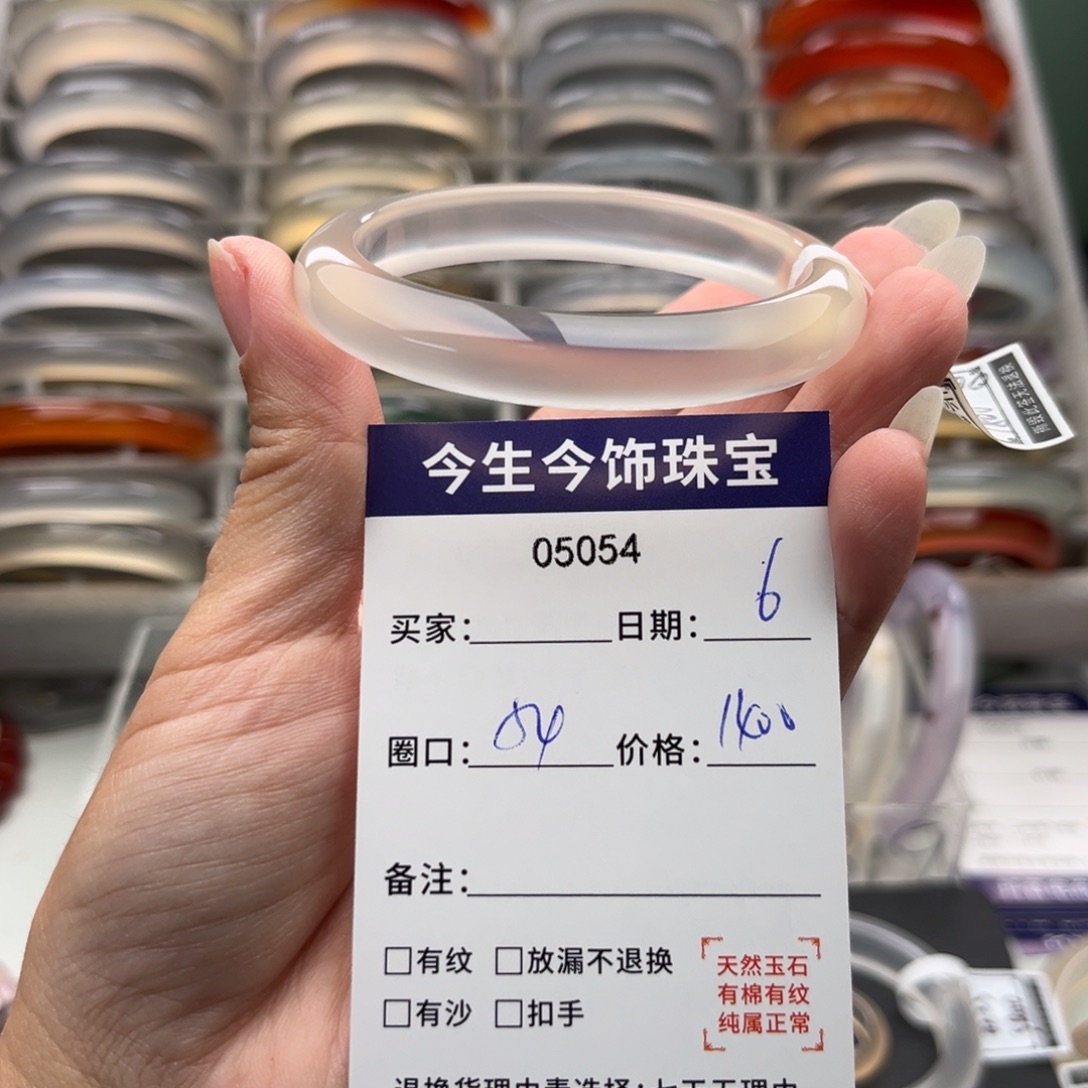 今生今饰珠宝
05054
6
买家：
日期：
圈口：54
价格：1400
备注：
□有纹 □放漏不退换
□有沙 □扣手
天然玉石
有棉有纹
纯属正常